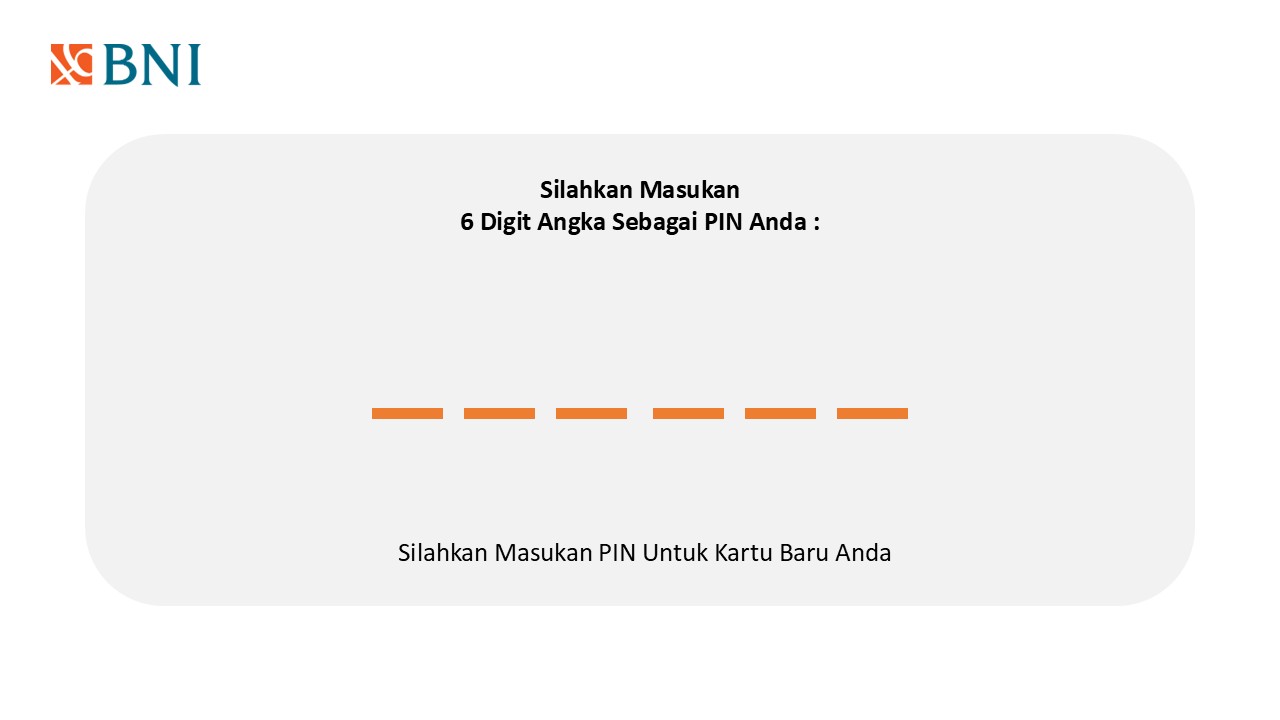 BNI
Silahkan Masukan
6 Digit Angka Sebagai PIN Anda :
Silahkan Masukan PIN Untuk Kartu Baru Anda